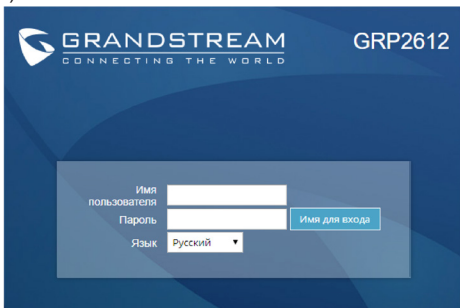 GRANDSTREAM
CONNECTING THE WORLD
GRP2612
Имя
пользователя
Пароль
Имя для входа
Язык
Русский